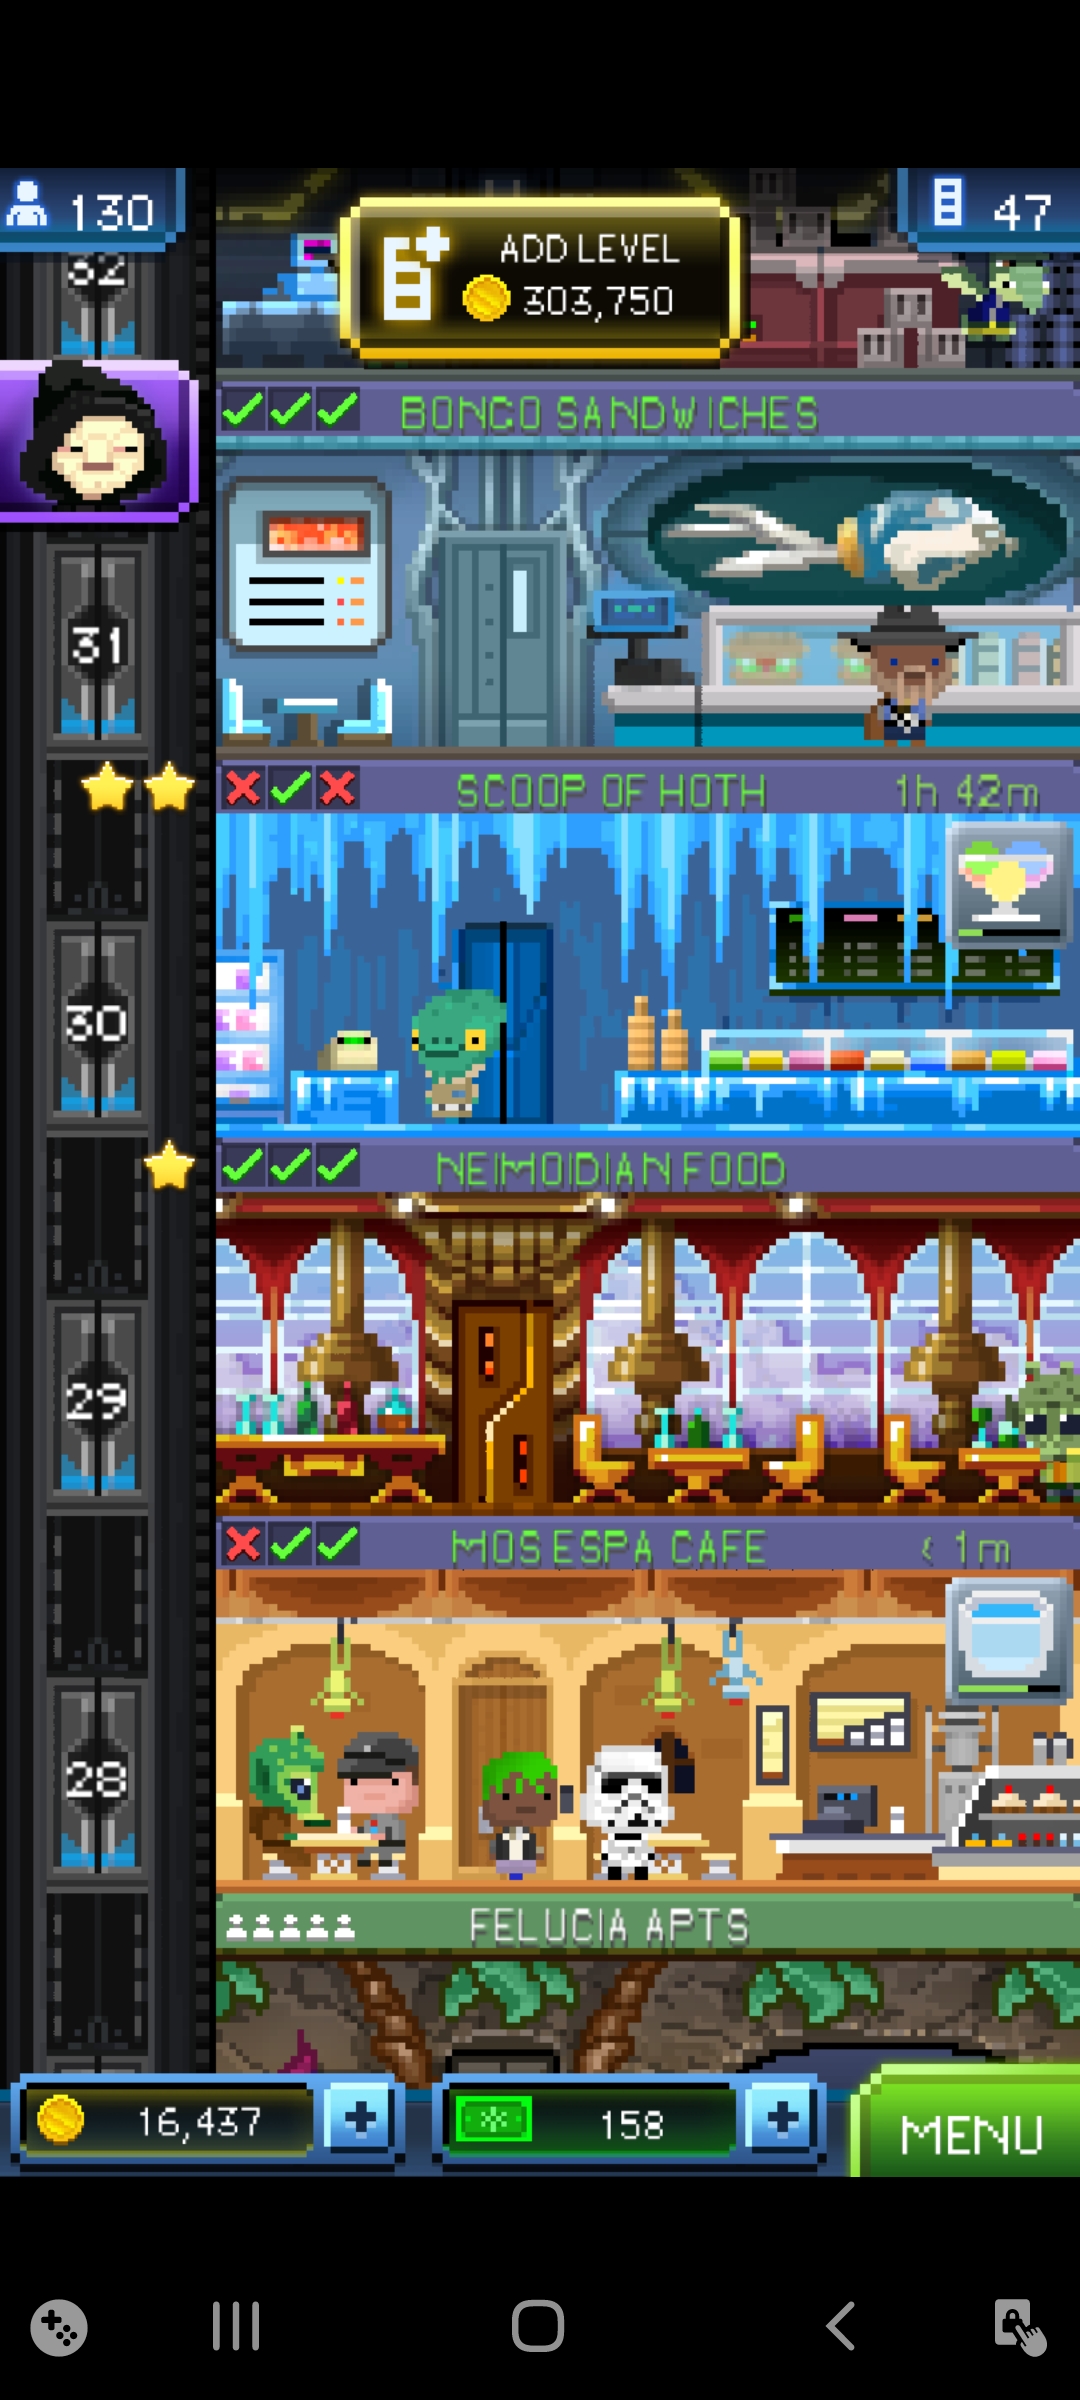 130
ADD LEVEL
303,750
47
32
BONGO SANDWICHES
31
SCOOP OF HOTH 1h 42m
30
NEIMOIDIAN FOOD
29
MOS ESPA CAFE < 1m
28
FELUCIA APTS
16,437
158
MENU